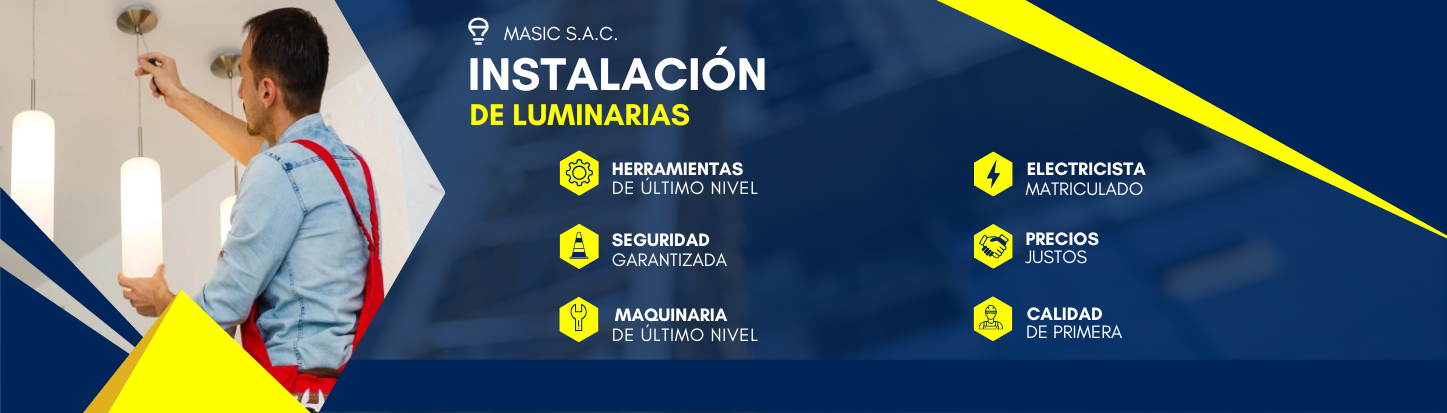 MASIC S.A.C.
INSTALACIÓN
DE LUMINARIAS
HERRAMIENTAS
DE ÚLTIMO NIVEL
SEGURIDAD
GARANTIZADA
MAQUINARIA
DE ÚLTIMO NIVEL
ELECTRICISTA
MATRICULADO
PRECIOS
JUSTOS
CALIDAD
DE PRIMERA